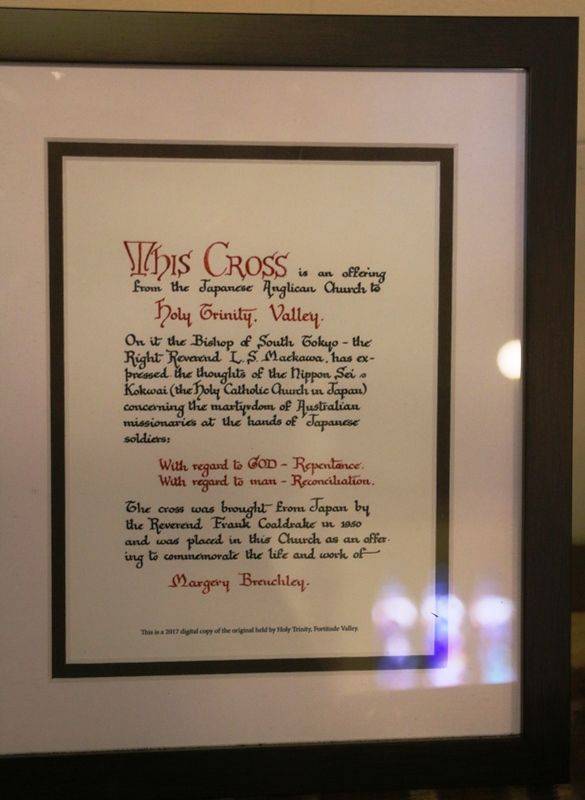 This Cross is an offering
from the Japanese Anglican Church to
Holy Trinity, Valley.
On it the Bishop of South Tokyo - the
Right Reverend L. S. Maekawa, has ex-
pressed the thoughts of the Nippon Sei
Kokwai (the Holy Catholic Church in Japan)
concerning the martyrdom of Australian
missionaries at the hands of Japanese
soldiers:
With regard to GOD - Repentance.
With regard to man - Reconciliation.
The cross was brought from Japan by
the Reverend Frank Coaldrake in 1950
and was placed in this Church as an offer-
ing to commemorate the life and work of
Margery Brenchley.
This is a 2017 digital copy of the original held by Holy Trinity, Fortitude Valley.